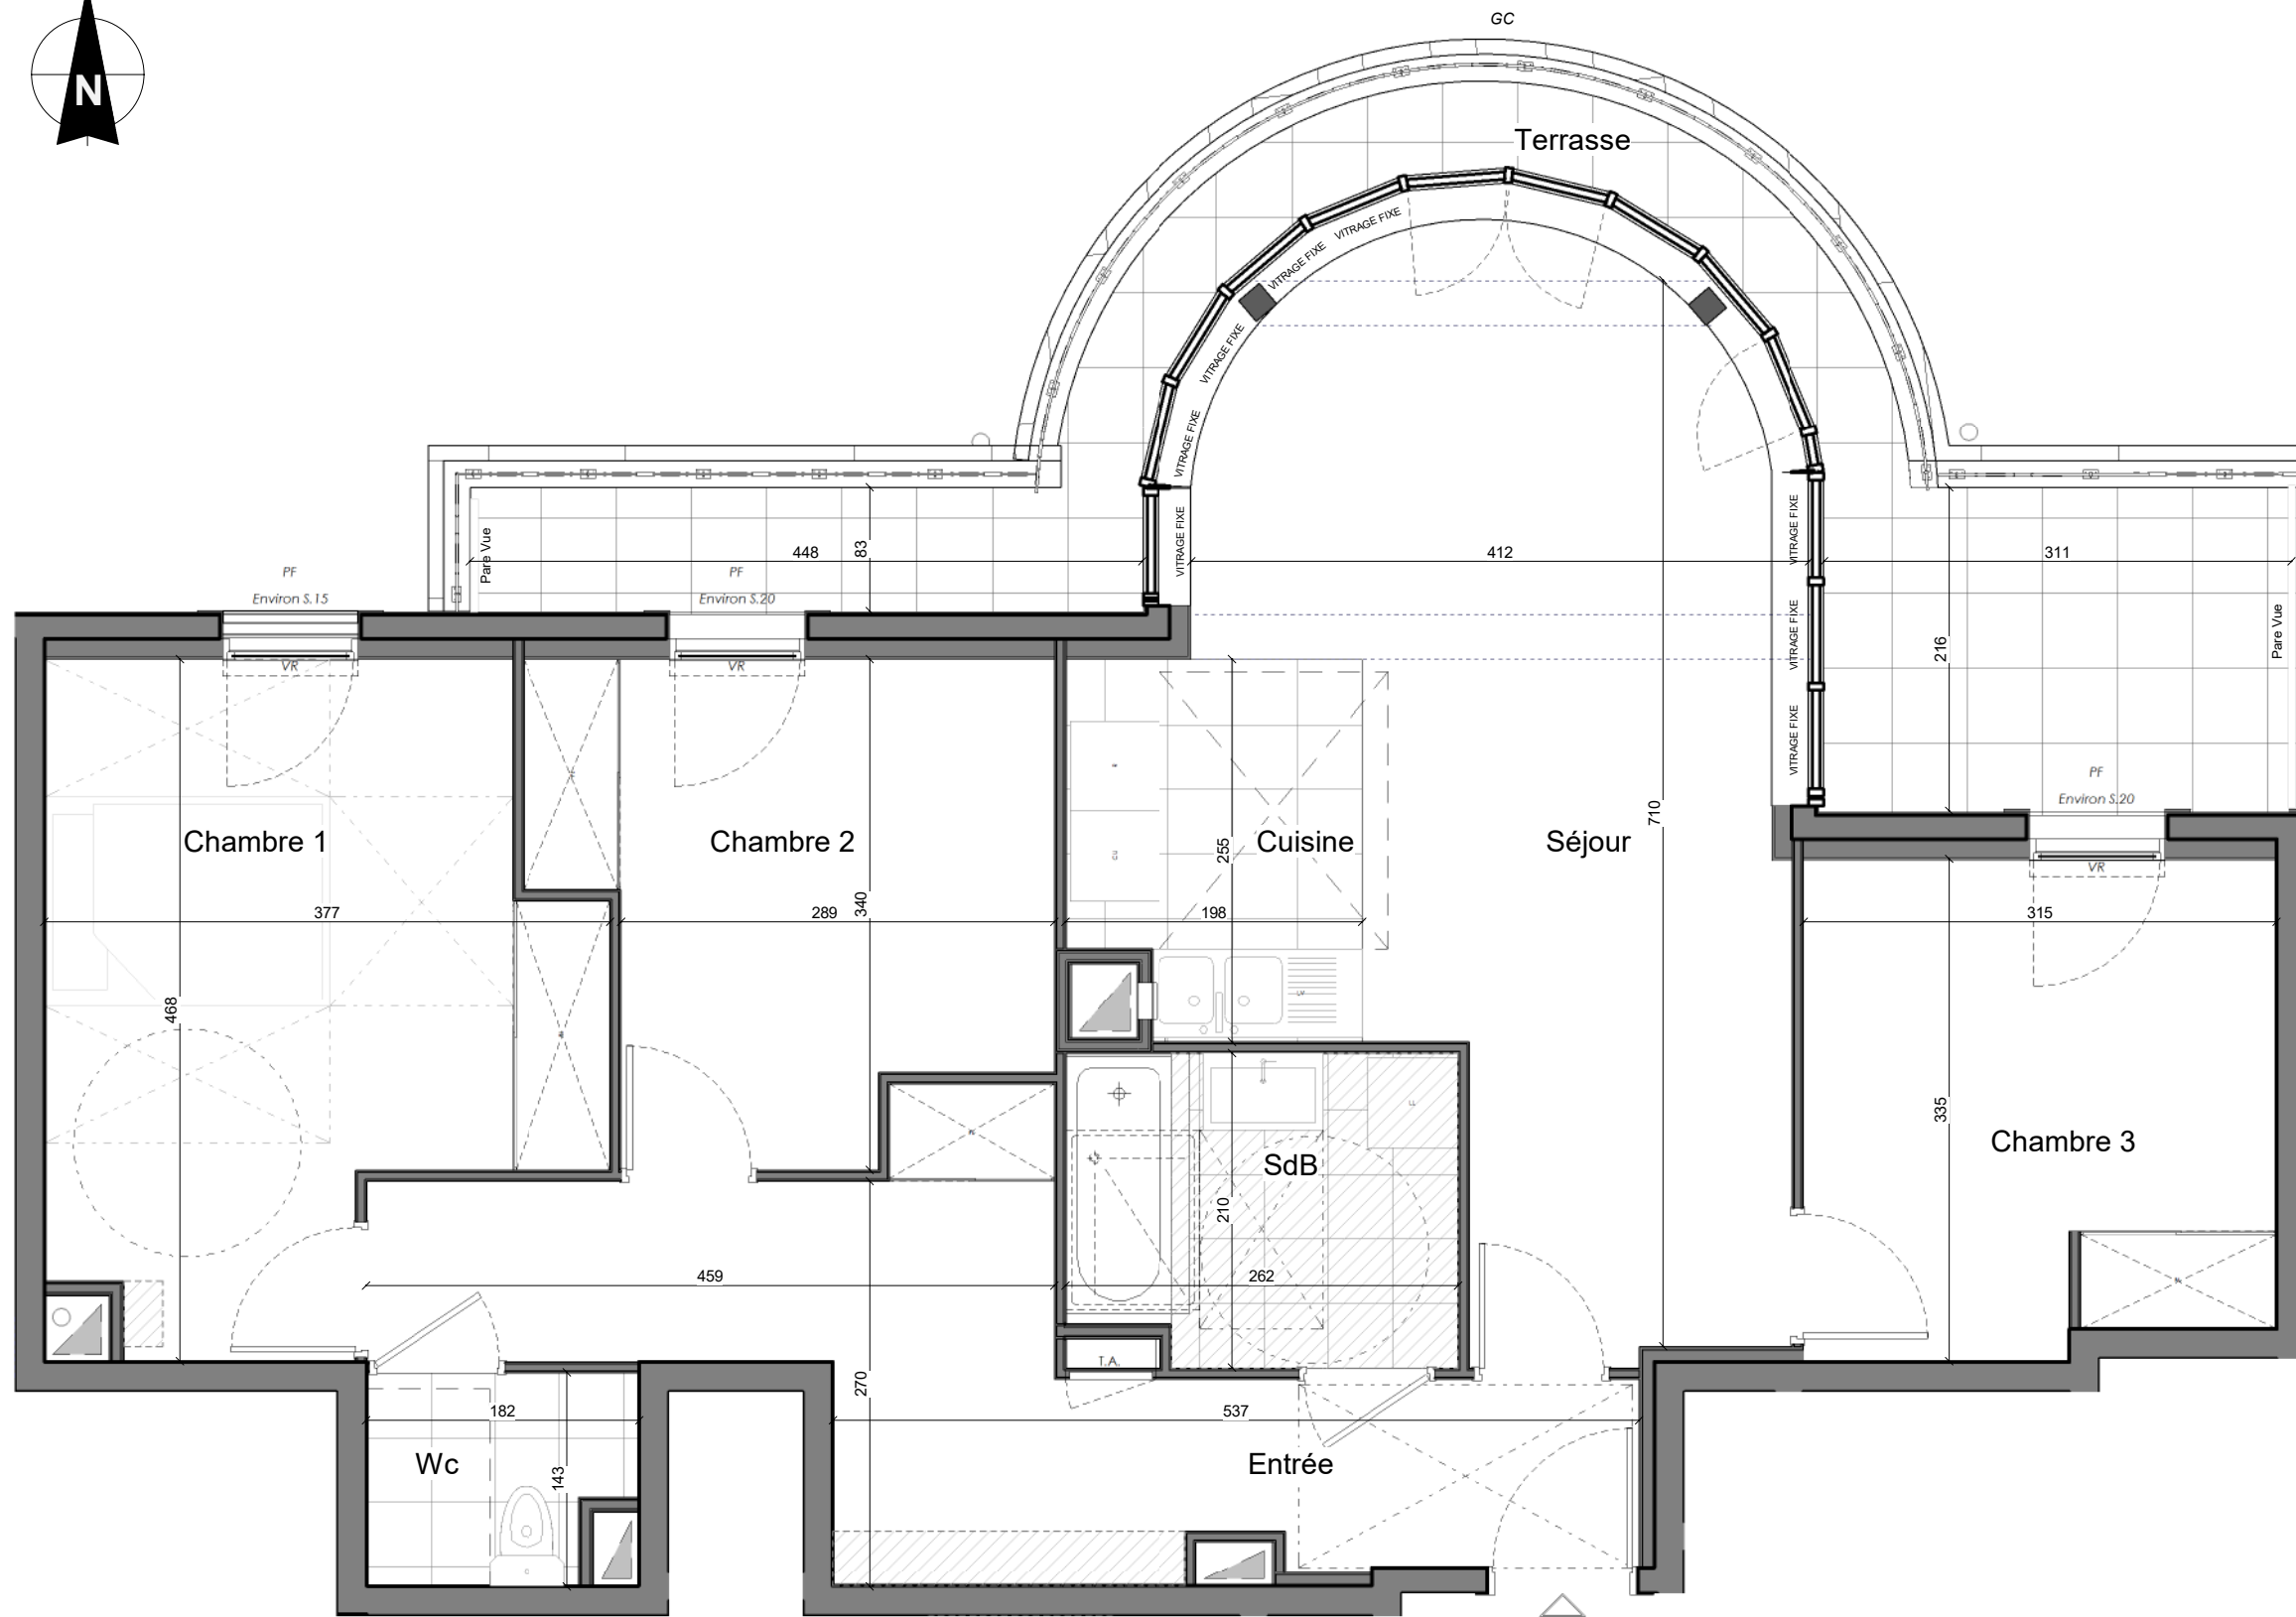 GC
N
Terrasse
VITRAGE FIXE
VITRAGE FIXE
VITRAGE FIXE
VITRAGE FIXE
VITRAGE FIXE
VITRAGE FIXE
VITRAGE FIXE
VITRAGE FIXE
Pare Vue
448
83
412
311
PF
Environ S.15
PF
Environ S.20
216
Pare Vue
VR
VR
PF
Environ S.20
VR
Chambre 1
Chambre 2
Cuisine
Séjour
710
255
340
377
289
198
315
468
LV
CU
LL
Chambre 3
335
SdB
210
459
262
T.A.
270
182
537
Wc
143
Entrée